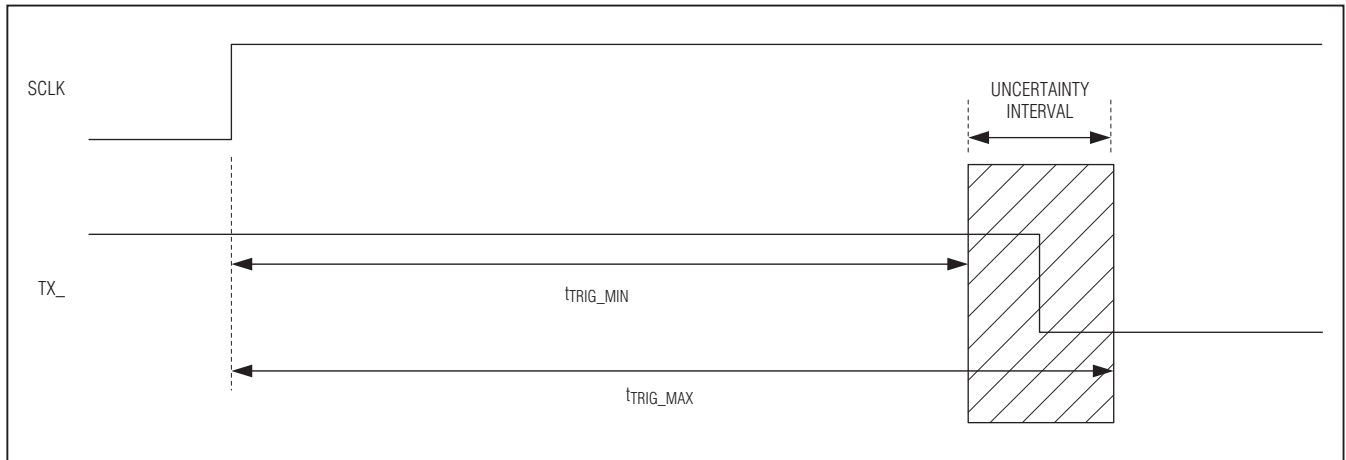 SCLK
UNCERTAINTY
INTERVAL
TX_
tTRIG_MIN
tTRIG_MAX